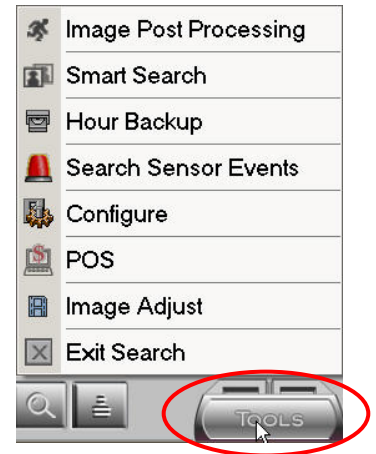 Image Post Processing
Smart Search
Hour Backup
Search Sensor Events
Configure
POS
Image Adjust
Exit Search
TOOLS